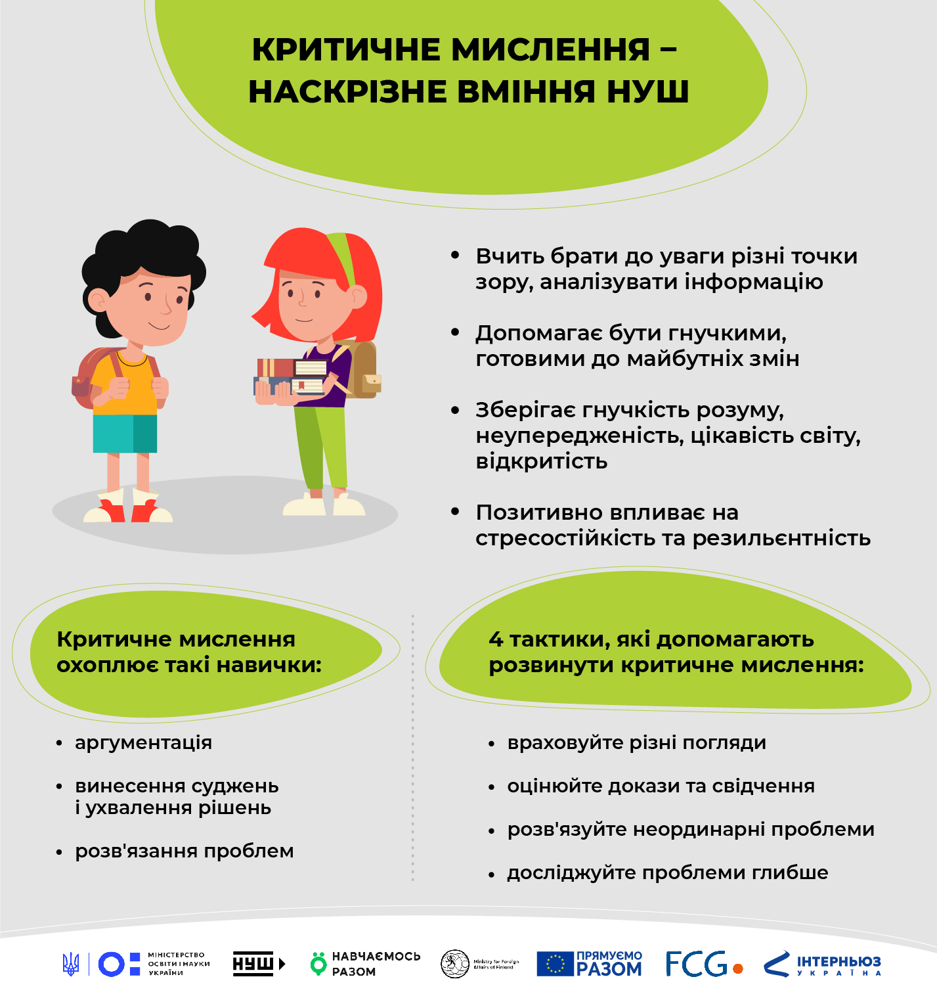 КРИТИЧНЕ МИСЛЕННЯ –
НАСКРІЗНЕ ВМІННЯ НУШ
• Вчить брати до уваги різні точки
зору, аналізувати інформацію
• Допомагає бути гнучкими,
готовими до майбутніх змін
• Зберігає гнучкість розуму,
неупередженість, цікавість світу,
відкритість
• Позитивно впливає на
стресостійкість та резильєнтність
Критичне мислення
охоплює такі навички:
• аргументація
• винесення суджень
і ухвалення рішень
• розв'язання проблем
4 тактики, які допомагають
розвинути критичне мислення:
• враховуйте різні погляди
• оцінюйте докази та свідчення
• розв'язуйте неординарні проблеми
• досліджуйте проблеми глибше
МІНІСТЕРСТВО
ОСВІТИ І НАУКИ
УКРАЇНИ
НУШ
НАВЧАЄМОСЬ
РАЗОМ
Ministry for Foreign
Affairs of Finland
ПРЯМУЄМО
РАЗОМ
FCG
ІНТЕРНЬЮЗ
УКРАЇНА